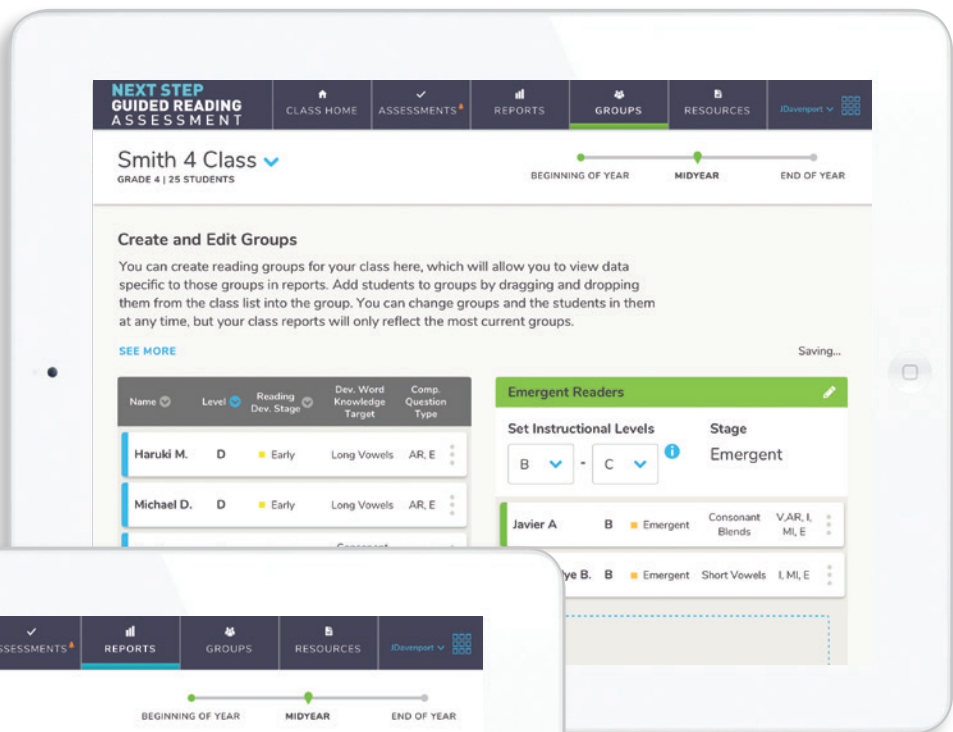 NEXT STEP
GUIDED READING
ASSESSMENT
CLASS HOME
ASSESSMENTS
REPORTS
GROUPS
RESOURCES
JDavenport
Smith 4 Class
GRADE 4 | 25 STUDENTS
BEGINNING OF YEAR
MIDYEAR
END OF YEAR
Create and Edit Groups
You can create reading groups for your class here, which will allow you to view data
specific to those groups in reports. Add students to groups by dragging and dropping
them from the class list into the group. You can change groups and the students in them
at any time, but your class reports will only reflect the most current groups.
SEE MORE
Saving...
Name
Level
Reading
Dev. Stage
Dev. Word
Knowledge
Target
Comp.
Question
Type
Haruki M. D Early Long Vowels AR, E
Michael D. D Early Long Vowels AR, E
Emergent Readers
Set Instructional Levels
B - C
Stage
Emergent
Javier A B Emergent
Consonant
Blends
V,AR, I,
MI, E
ye B. B Emergent Short Vowels I, MI, E
SSESSMENTS
REPORTS
GROUPS
RESOURCES
JDavenport
BEGINNING OF YEAR
MIDYEAR
END OF YEAR